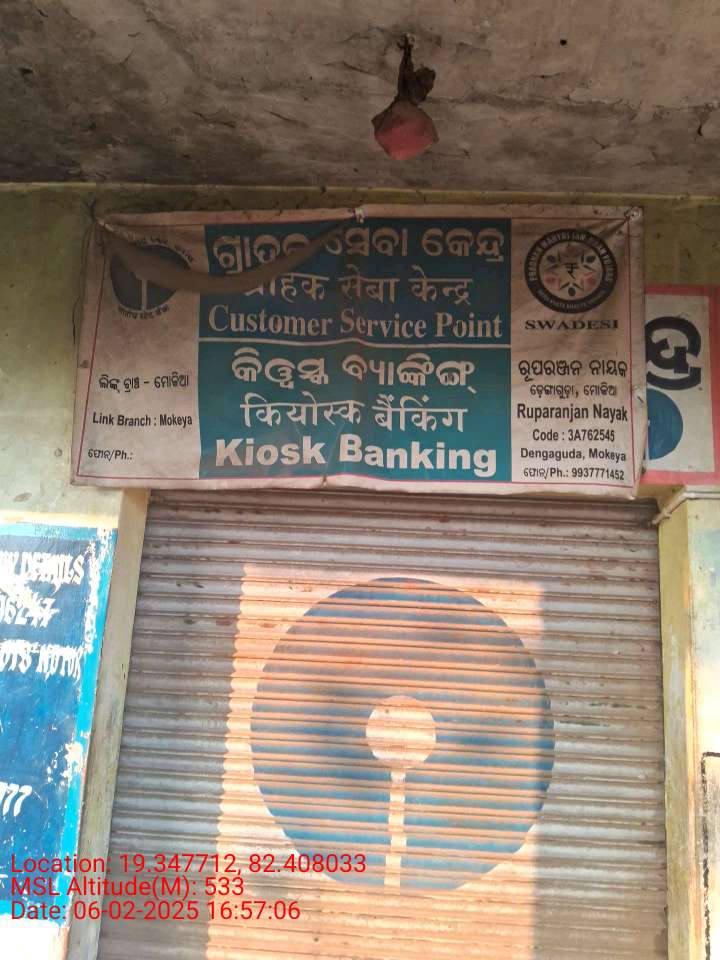 ଗ୍ରାହକ ସେବା କେନ୍ଦ୍ର
ग्राहक सेवा केन्द्र
Customer Service Point
କିଓସ୍କ ବ୍ୟାଙ୍କିଙ୍ଗ୍
कियोस्क बैंकिंग
Kiosk Banking
ଲିଙ୍କ୍ ବ୍ରାଞ୍ଚ - ମୋକିଆ
Link Branch : Mokeya
ଫୋନ୍/Ph.:
SWADESI
ରୂପରଞ୍ଜନ ନାୟକ
ଡେଙ୍ଗାଗୁଡ଼ା, ମୋକିଆ
Ruparanjan Nayak
Code : 3A762545
Dengaguda, Mokeya
ଫୋନ୍/Ph.: 9937771452
Location: 19.347712, 82.408033
MSL Altitude(M): 533
Date: 06-02-2025 16:57:06